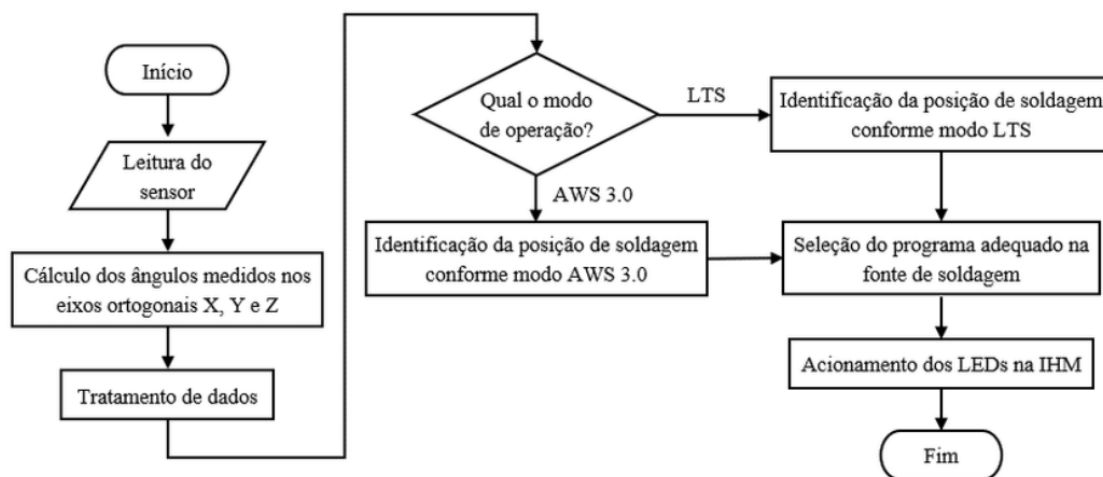 Início
Leitura do
sensor
Cálculo dos ângulos medidos nos
eixos ortogonais X, Y e Z
Tratamento de dados
Qual o modo
de operação?
LTS
AWS 3.0
Identificação da posição de soldagem
conforme modo LTS
Identificação da posição de soldagem
conforme modo AWS 3.0
Seleção do programa adequado na
fonte de soldagem
Acionamento dos LEDs na IHM
Fim